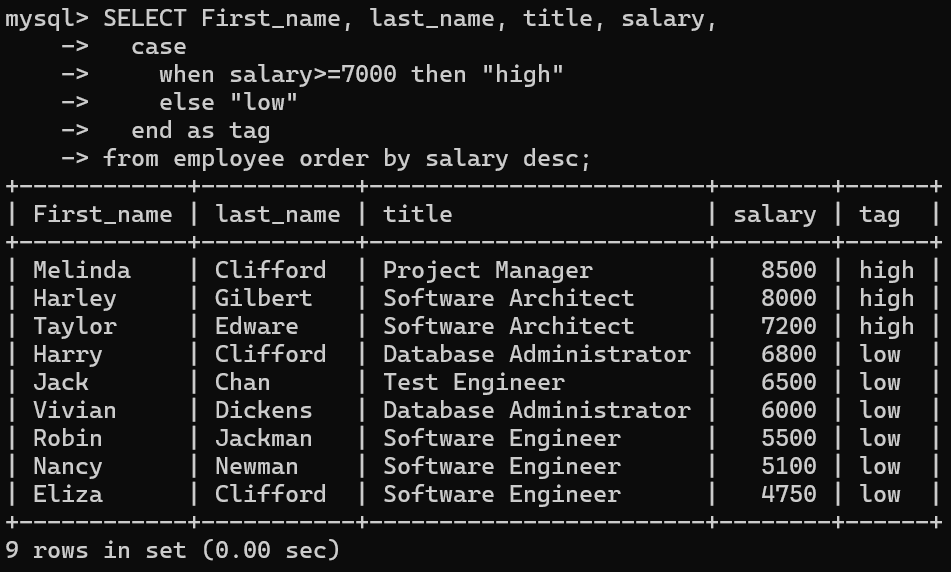 mysql> SELECT First_name, last_name, title, salary,
    ->   case
    ->     when salary>=7000 then "high"
    ->     else "low"
    ->   end as tag
    -> from employee order by salary desc;
+------------+-----------+------------------------+--------+------+
| First_name | last_name | title                  | salary | tag  |
+------------+-----------+------------------------+--------+------+
| Melinda    | Clifford  | Project Manager        |   8500 | high |
| Harley     | Gilbert   | Software Architect     |   8000 | high |
| Taylor     | Edware    | Software Architect     |   7200 | high |
| Harry      | Clifford  | Database Administrator |   6800 | low  |
| Jack       | Chan      | Test Engineer          |   6500 | low  |
| Vivian     | Dickens   | Database Administrator |   6000 | low  |
| Robin      | Jackman   | Software Engineer      |   5500 | low  |
| Nancy      | Newman    | Software Engineer      |   5100 | low  |
| Eliza      | Clifford  | Software Engineer      |   4750 | low  |
+------------+-----------+------------------------+--------+------+
9 rows in set (0.00 sec)